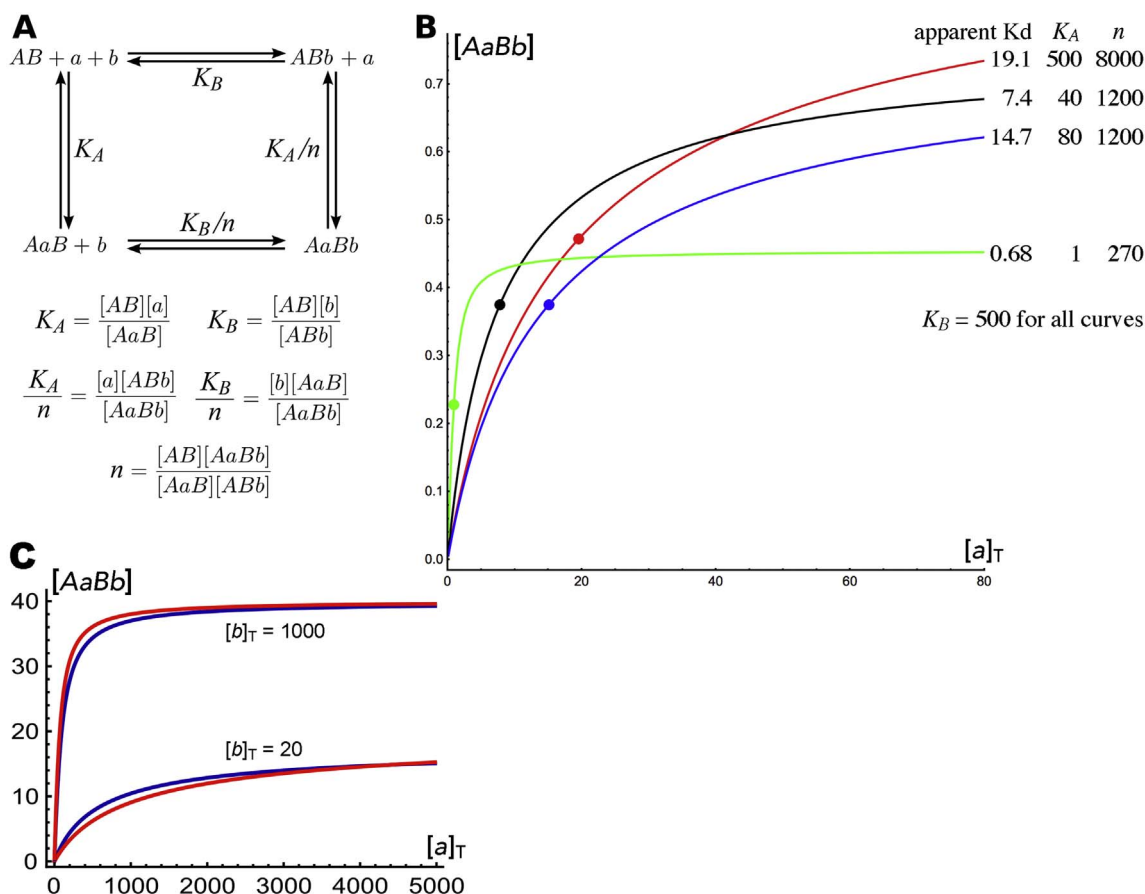 A
AB + a + b ABb + a
K_B
K_A K_A/n
K_B/n
AaB + b AaBb
K_A = [AB][a] / [AaB] K_B = [AB][b] / [ABb]
K_A / n = [a][ABb] / [AaBb] K_B / n = [b][AaB] / [AaBb]
n = [AB][AaBb] / [AaB][ABb]
B
[AaBb]
apparent Kd K_A n
19.1 500 8000
7.4 40 1200
14.7 80 1200
0.68 1 270
K_B = 500 for all curves
0.7
0.6
0.5
0.4
0.3
0.2
0.1
0.0
[a]_T
0 20 40 60 80
C
[AaBb]
40
30
20
10
0
[b]_T = 1000
[b]_T = 20
[a]_T
0 1000 2000 3000 4000 5000